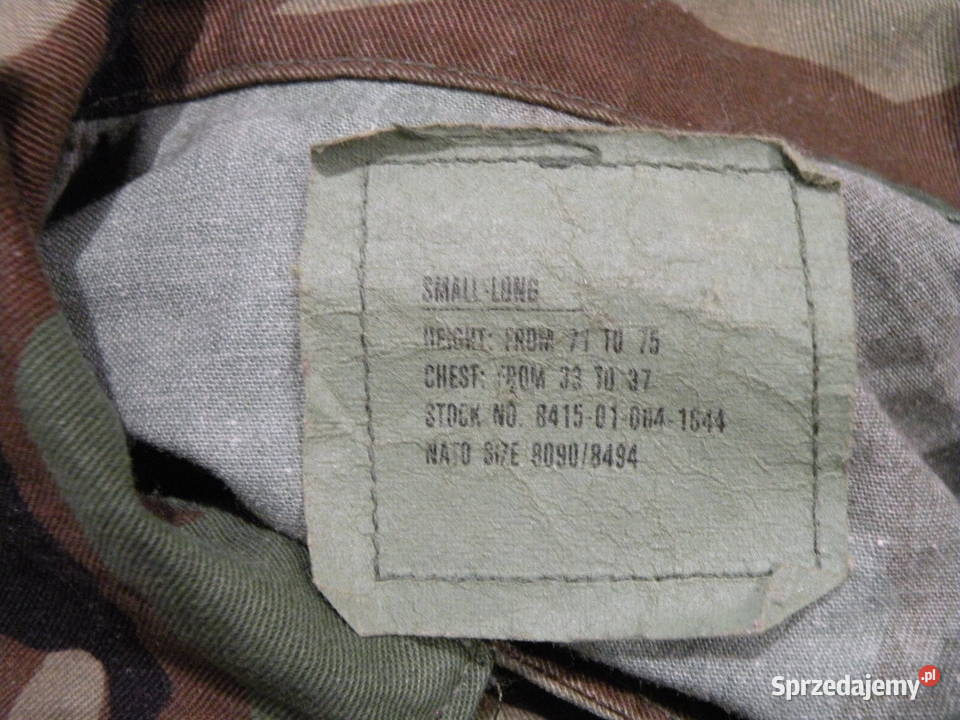 SMALL-LONG
HEIGHT: FROM 71 TO 75
CHEST: FROM 33 TO 37
STOCK NO. 8415-01-084-1644
NATO SIZE 8090/8494
Sprzedajemy.pl